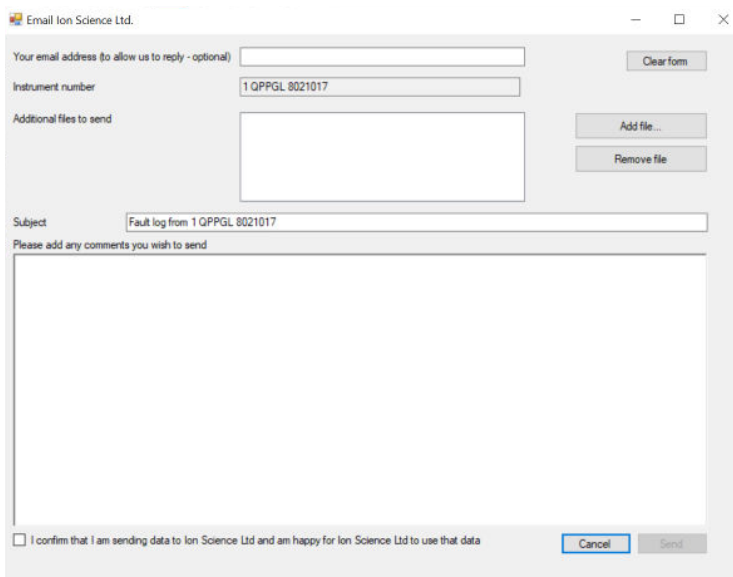 Email Ion Science Ltd.
Your email address (to allow us to reply - optional)
Clear form
Instrument number
1 QPPGL 8021017
Additional files to send
Add file...
Remove file
Subject
Fault log from 1 QPPGL 8021017
Please add any comments you wish to send
I confirm that I am sending data to Ion Science Ltd and am happy for Ion Science Ltd to use that data
Cancel
Send